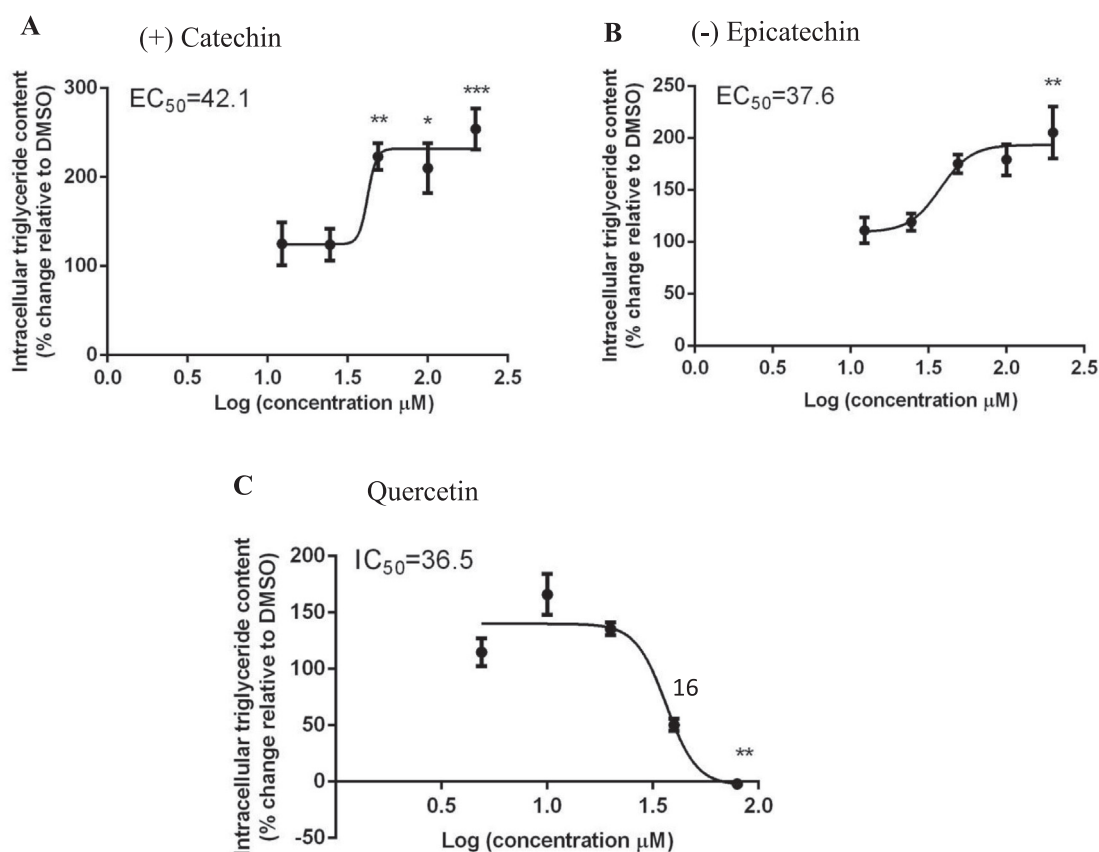 A
(+) Catechin
Intracellular triglyceride content
(% change relative to DMSO)
300
200
100
0
EC50=42.1
**
*
***
0.0 0.5 1.0 1.5 2.0 2.5
Log (concentration μM)
B
(-) Epicatechin
Intracellular triglyceride content
(% change relative to DMSO)
250
200
150
100
50
0
EC50=37.6
**
0.0 0.5 1.0 1.5 2.0 2.5
Log (concentration μM)
C
Quercetin
Intracellular triglyceride content
(% change relative to DMSO)
200
150
100
50
0
-50
IC50=36.5
16
**
0.5 1.0 1.5 2.0
Log (concentration μM)